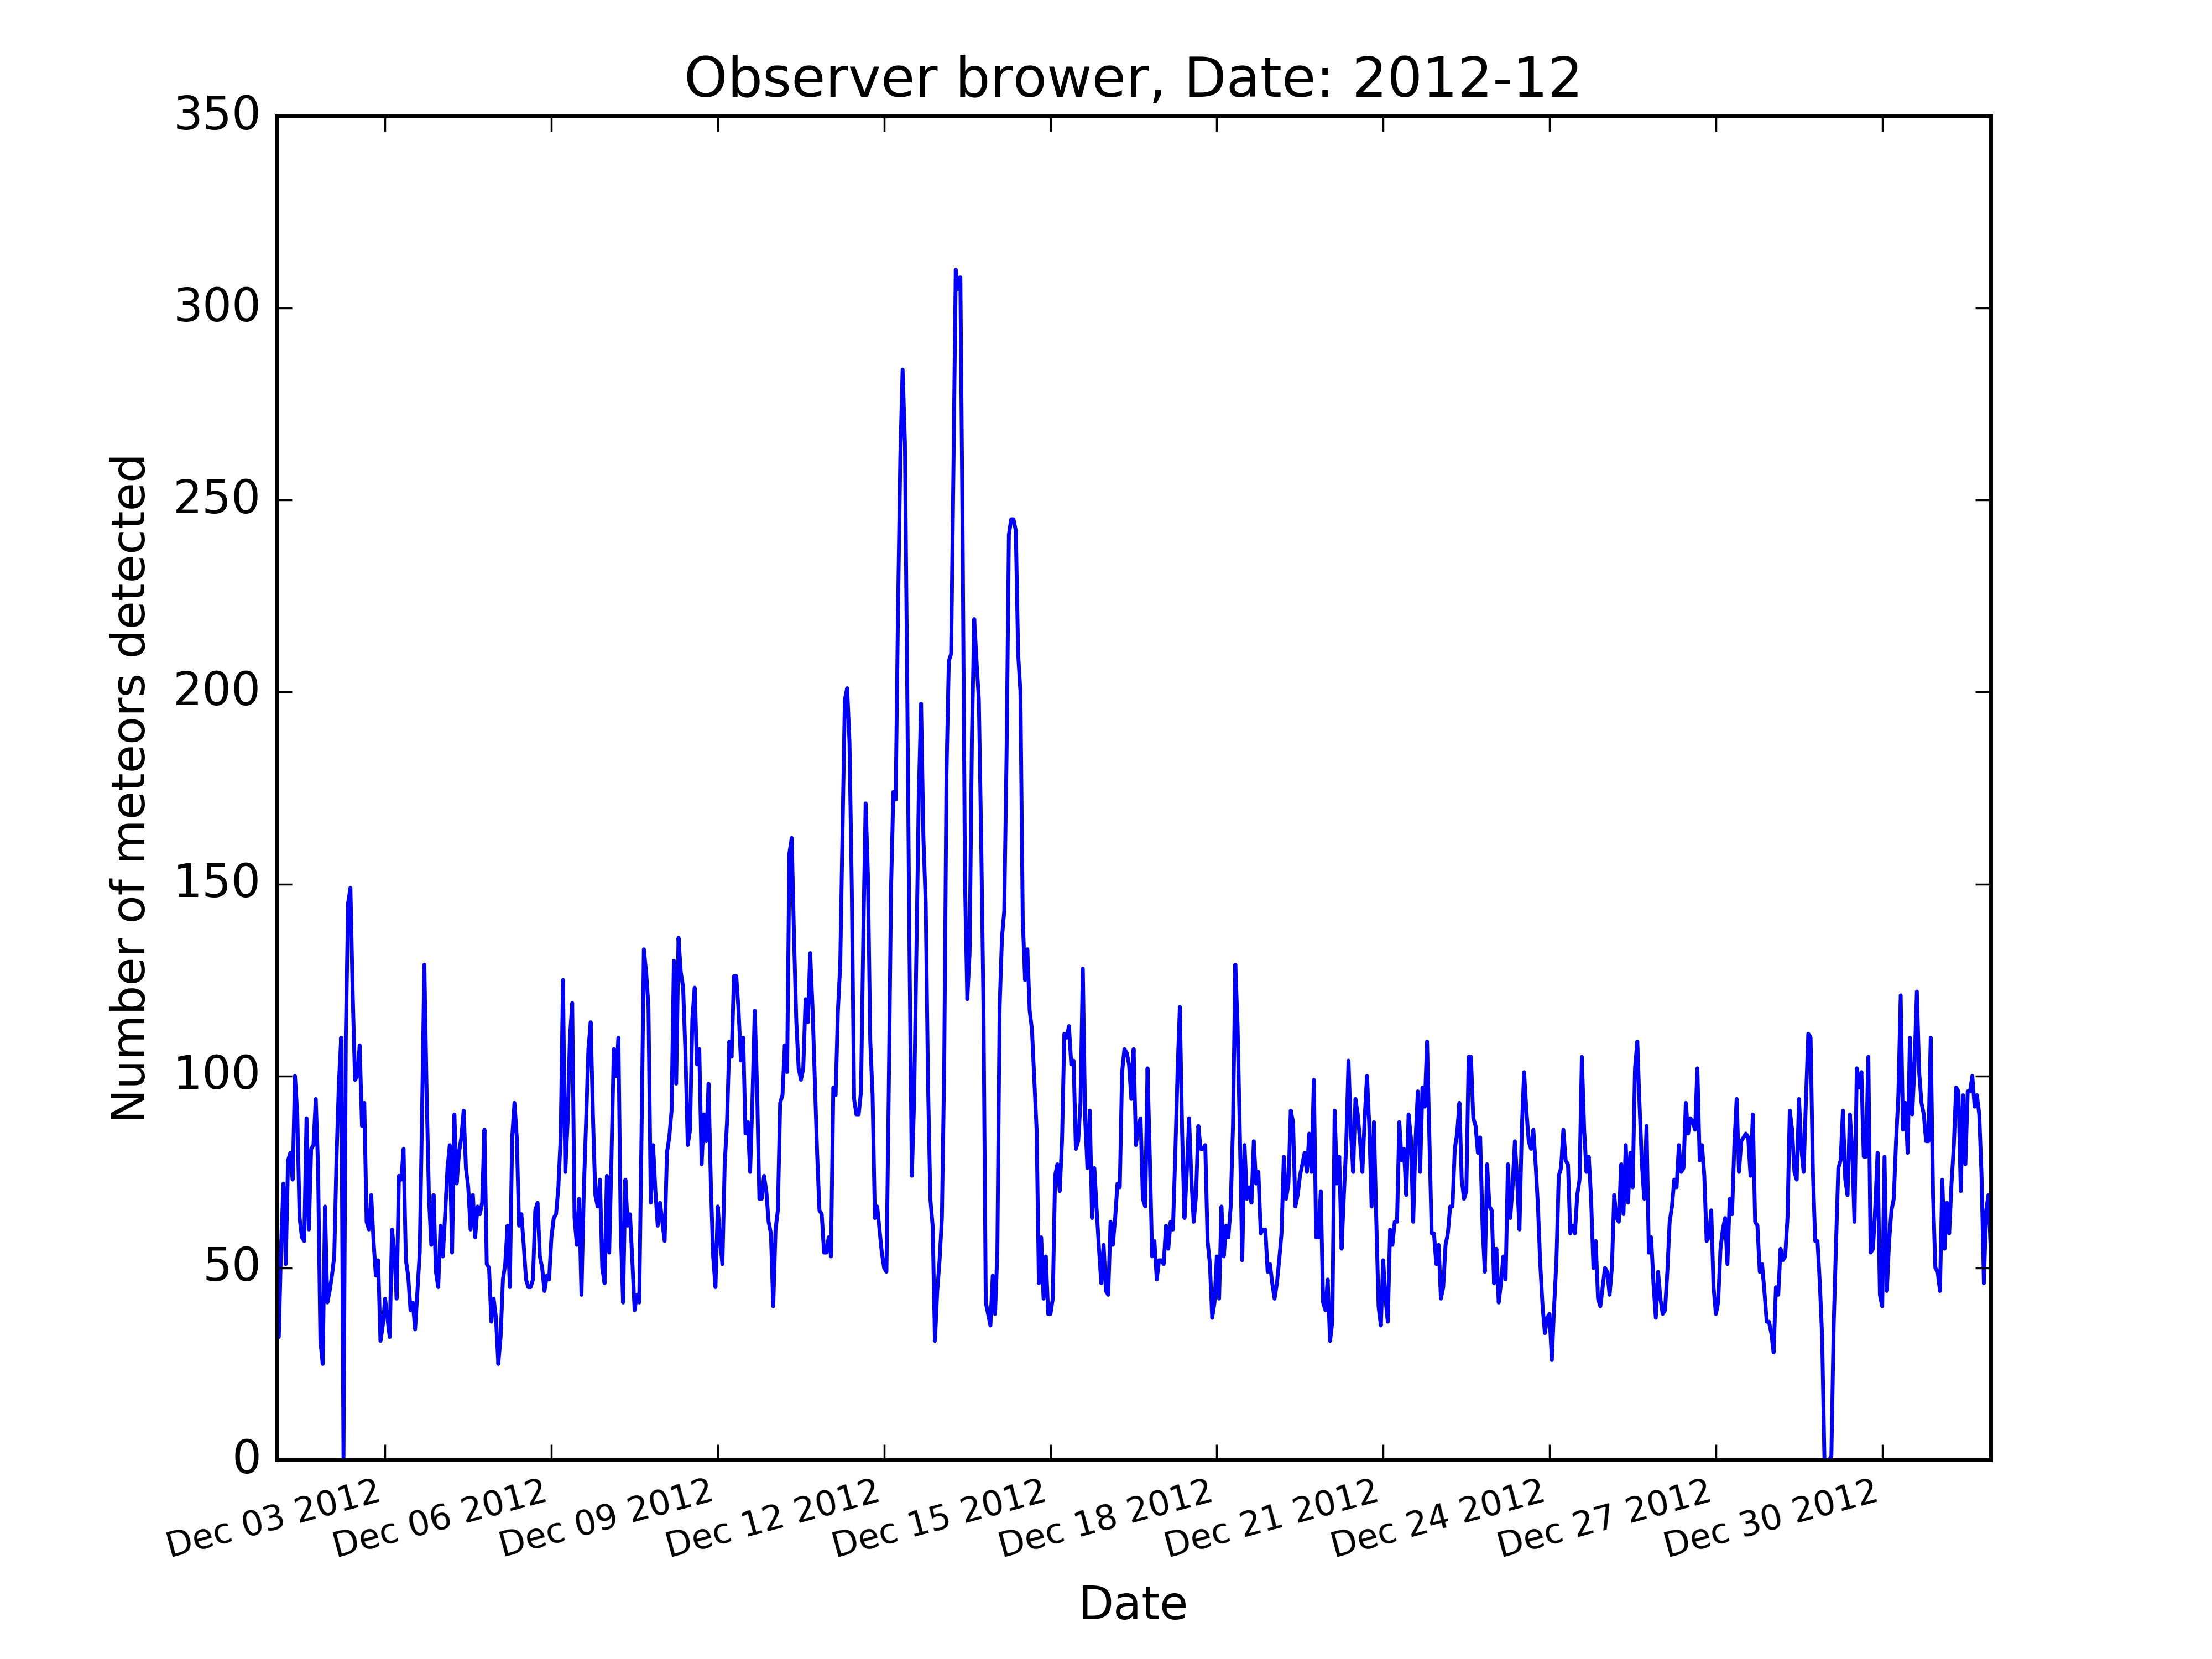 Observer brower, Date: 2012-12
350
300
250
200
150
100
50
0
Number of meteors detected
Dec 03 2012
Dec 06 2012
Dec 09 2012
Dec 12 2012
Dec 15 2012
Dec 18 2012
Dec 21 2012
Dec 24 2012
Dec 27 2012
Dec 30 2012
Date